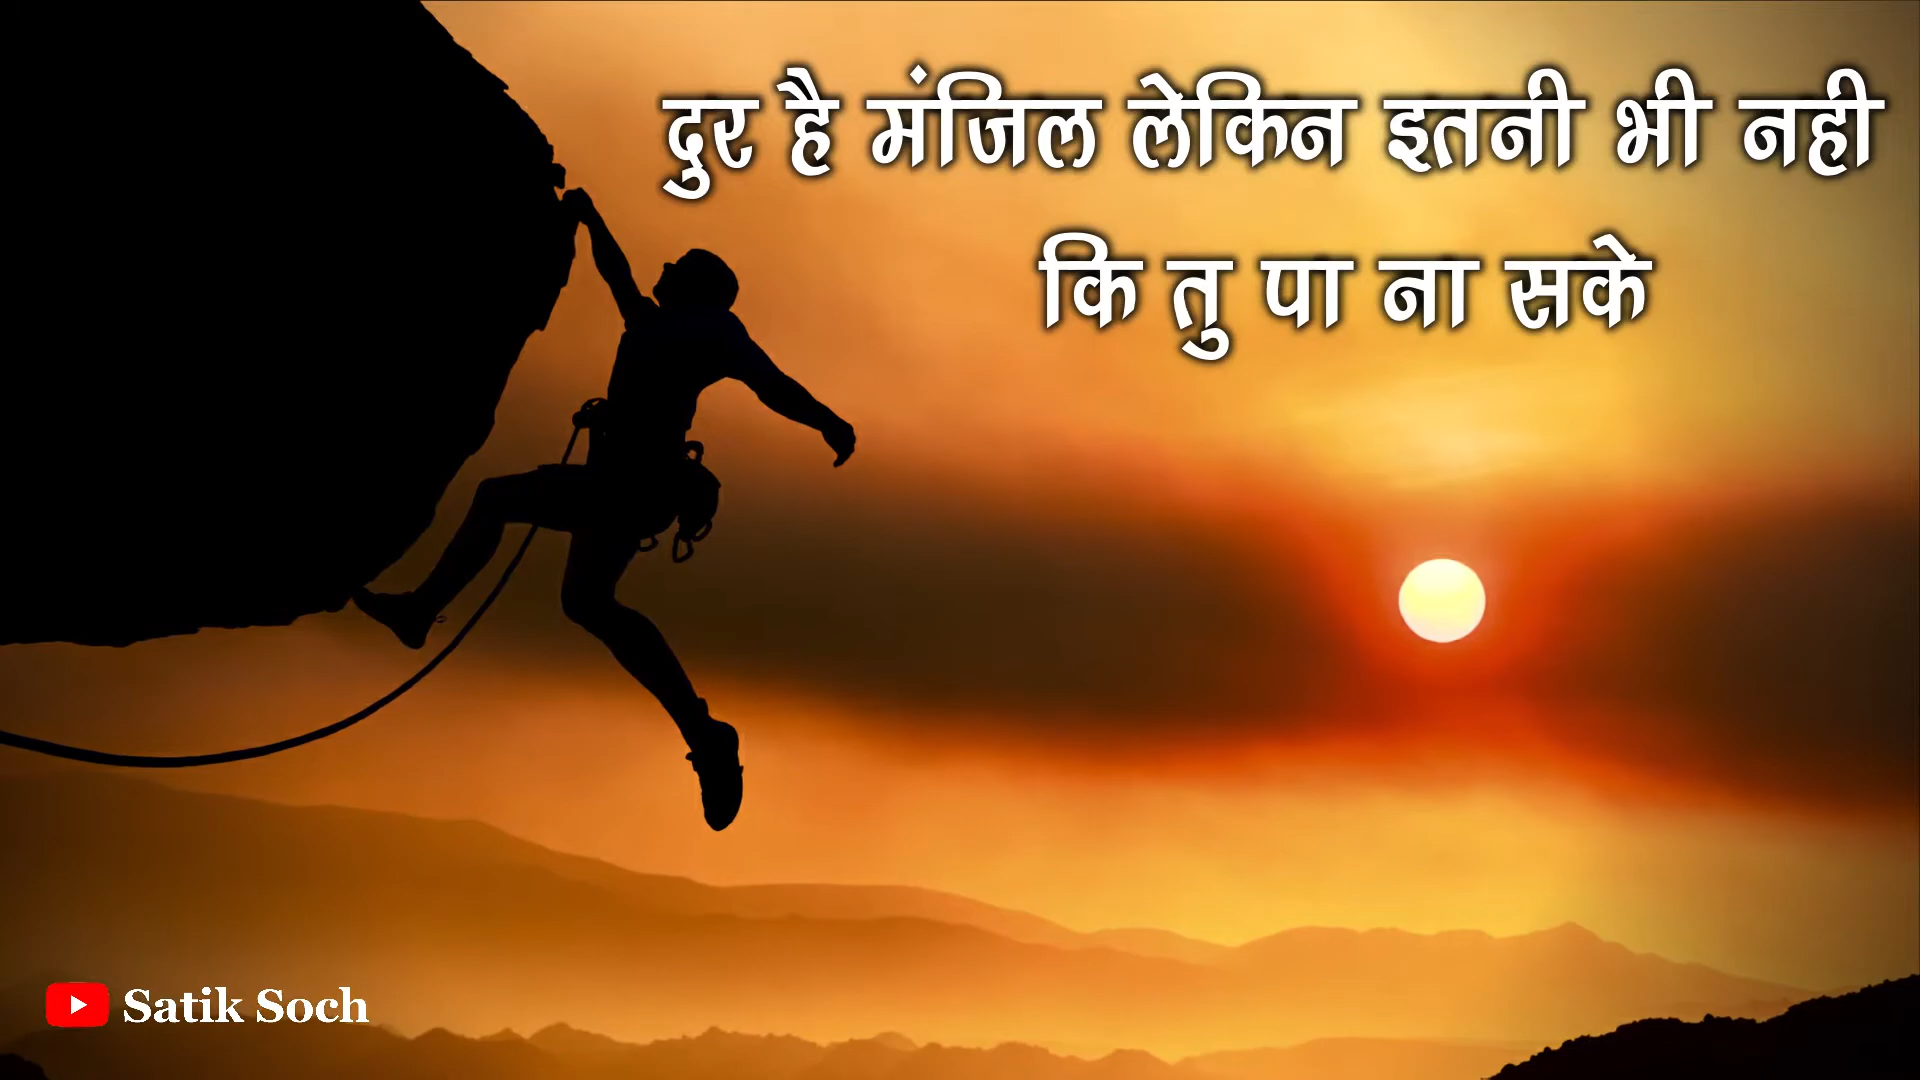 दुर है मंजिल लेकिन इतनी भी नही
कि तु पा ना सके
Satik Soch